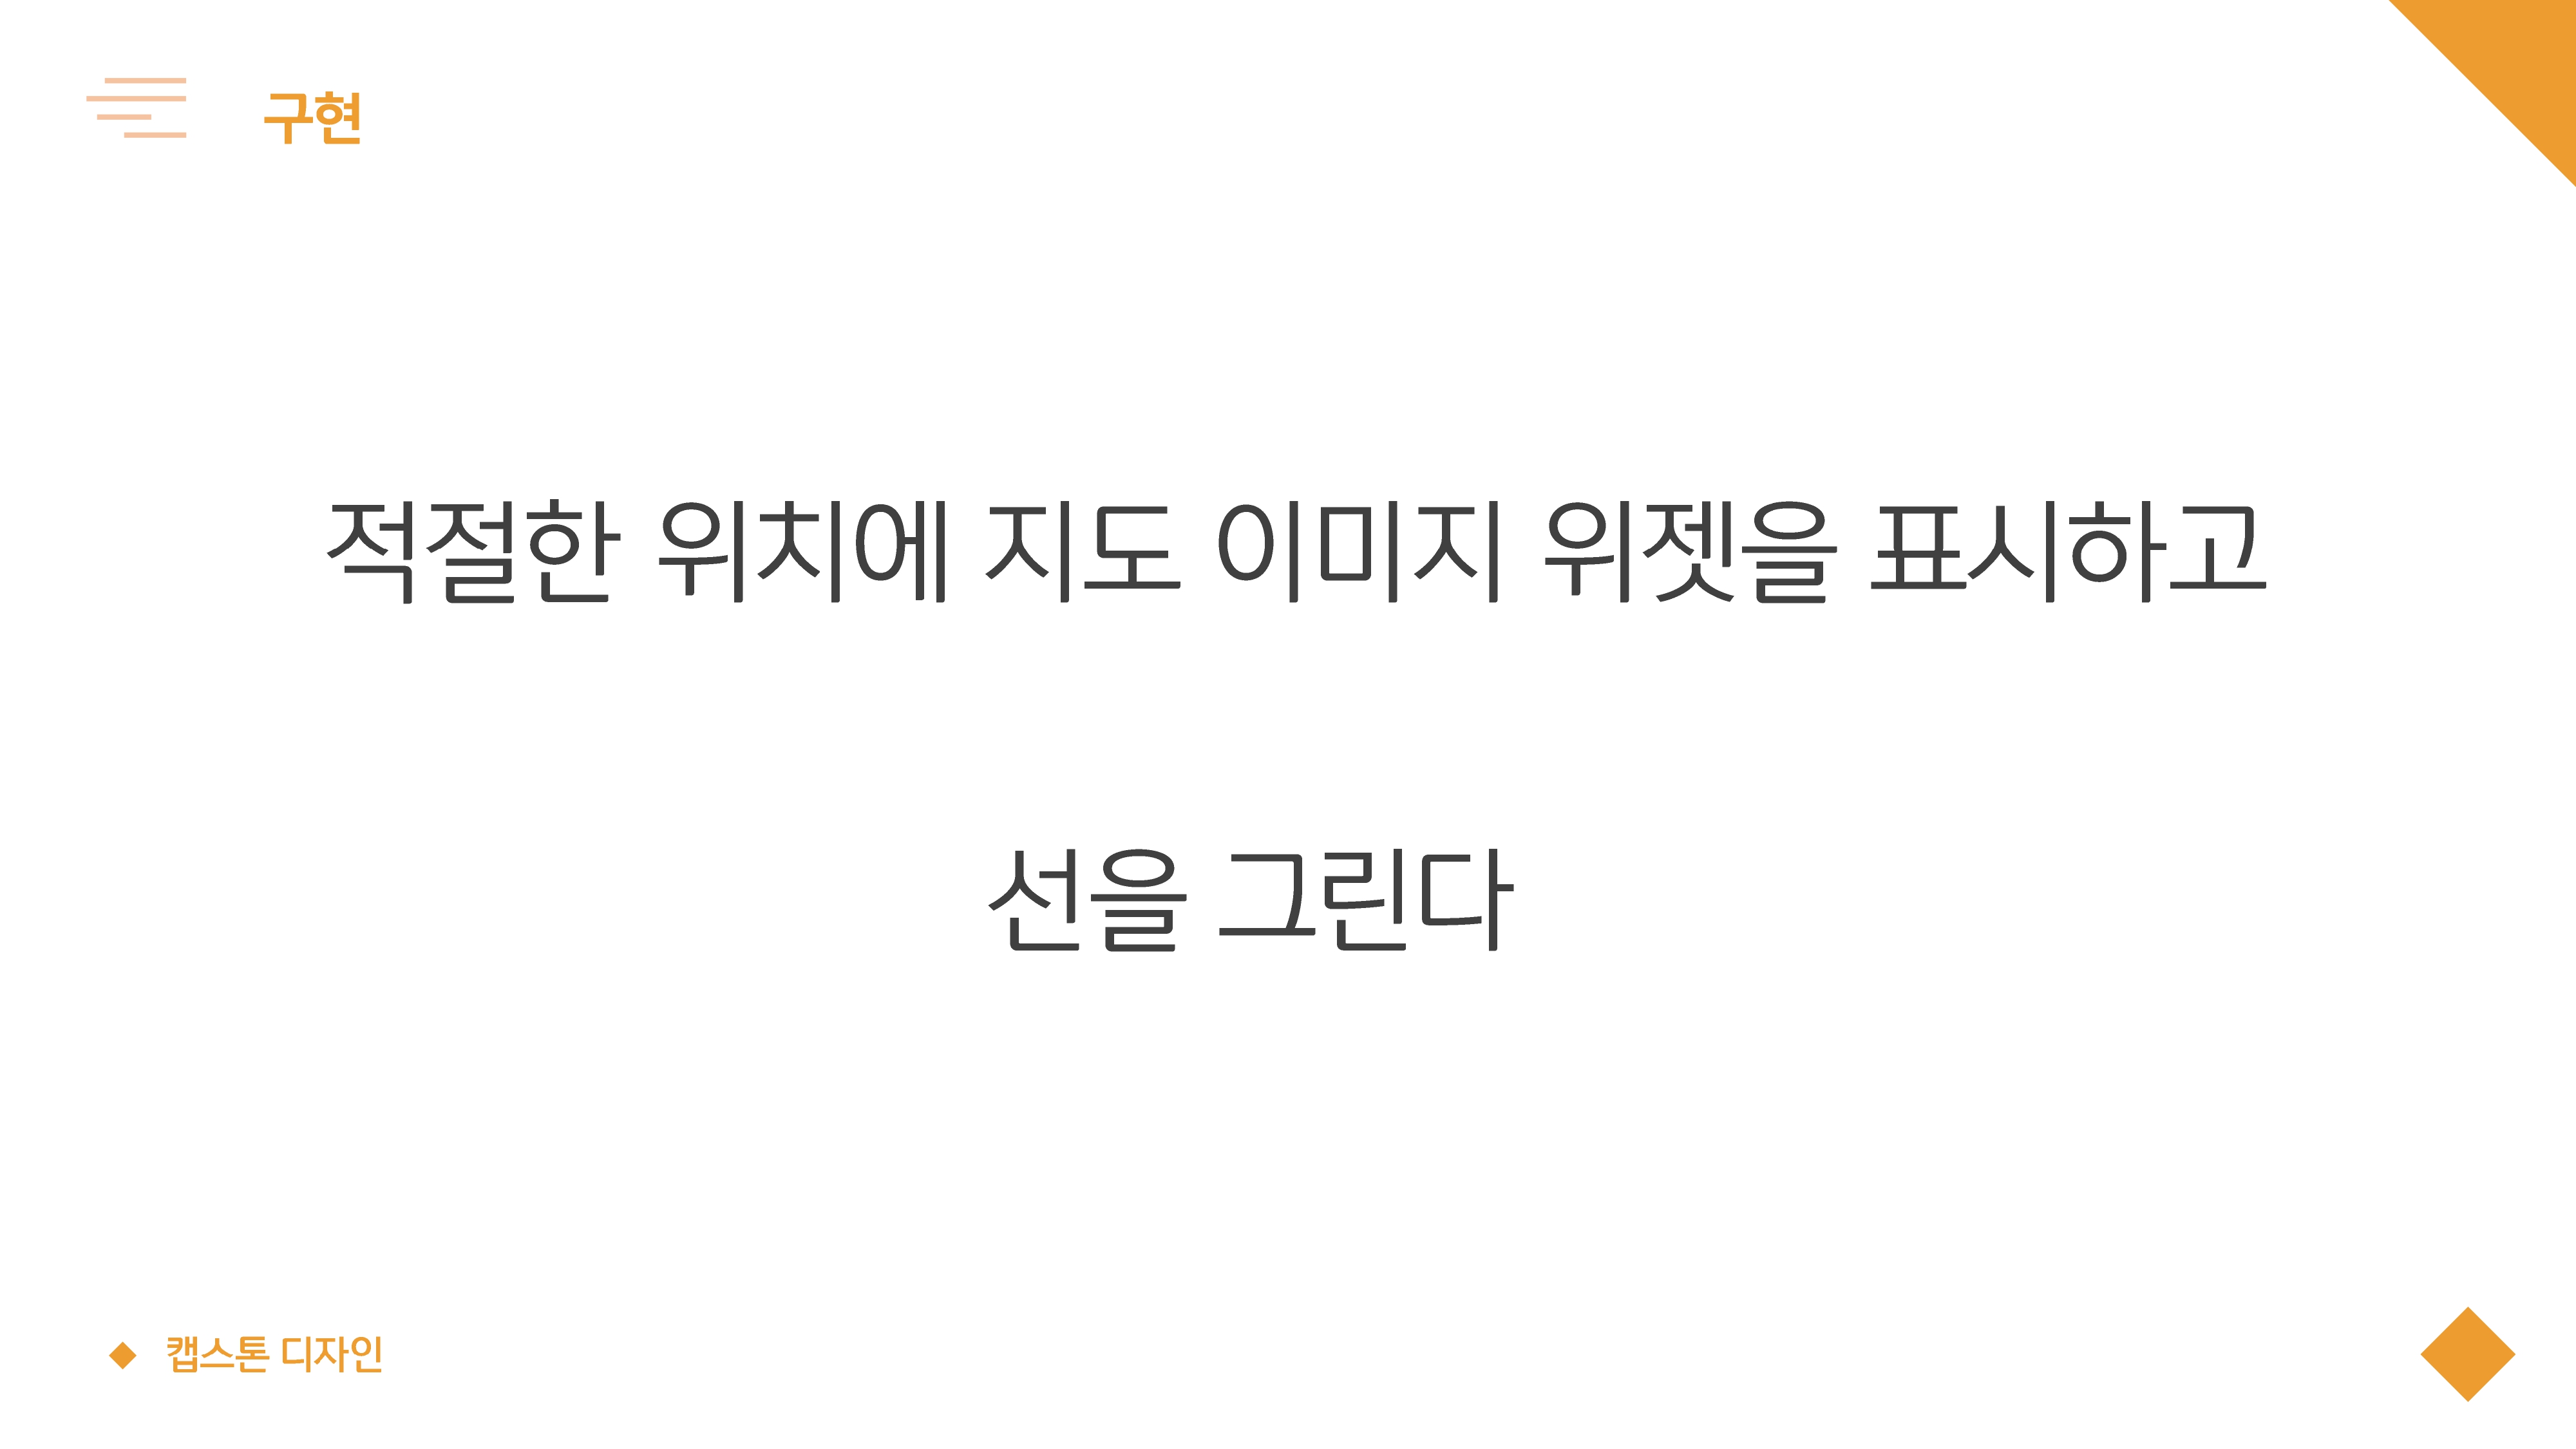 구현
적절한 위치에 지도 이미지 위젯을 표시하고
선을 그린다
캡스톤 디자인